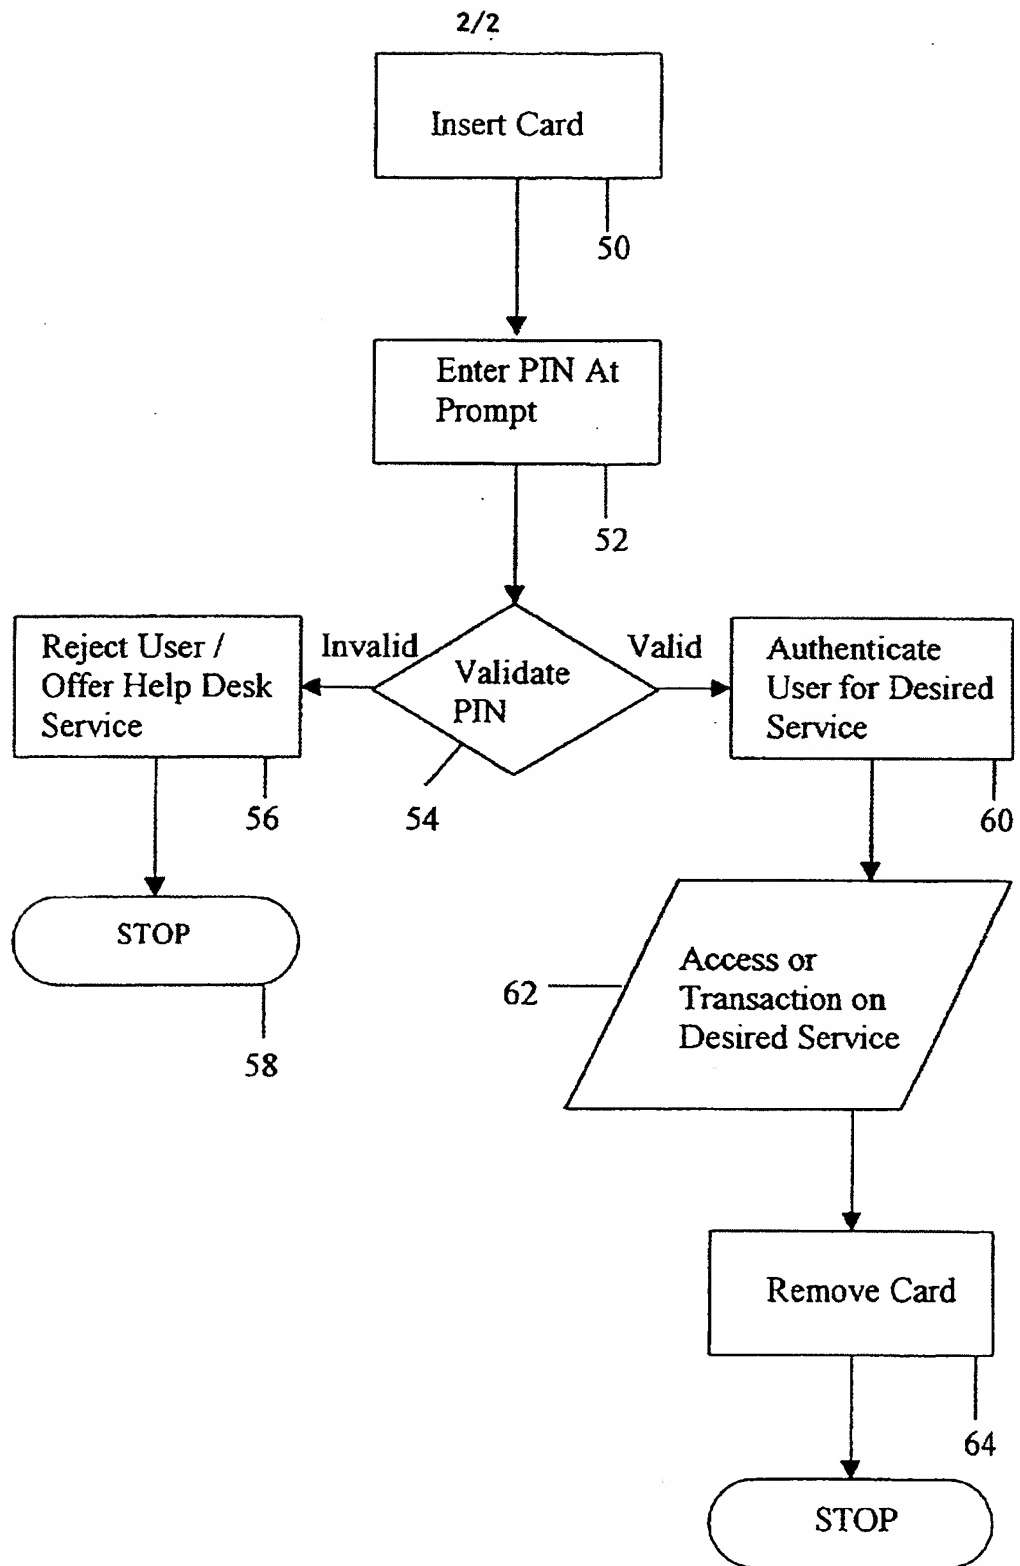 2/2
Insert Card
50
Enter PIN At
Prompt
52
Invalid
Valid
Reject User /
Offer Help Desk
Service
Validate
PIN
Authenticate
User for Desired
Service
56
54
60
STOP
58
62
Access or
Transaction on
Desired Service
Remove Card
64
STOP